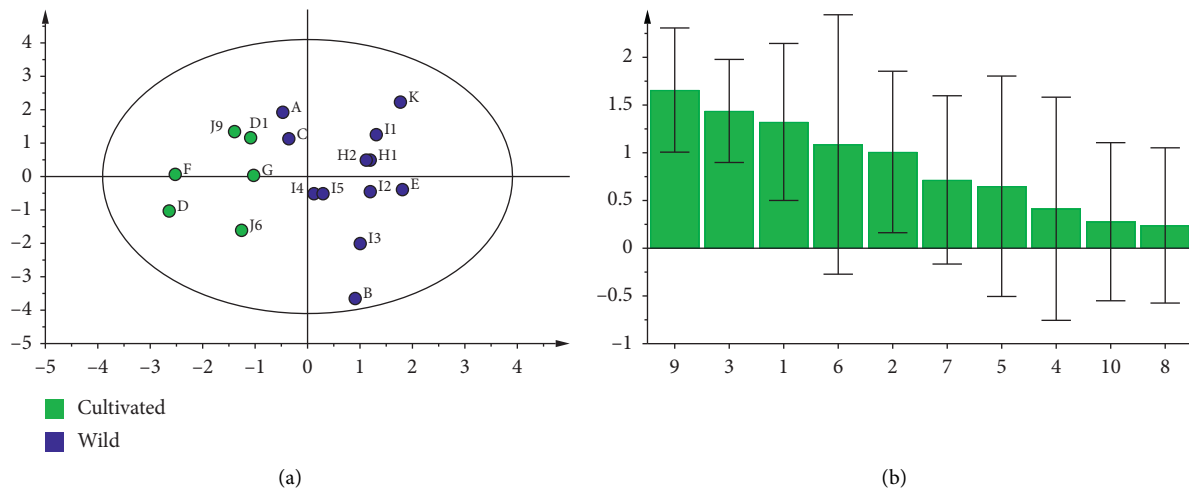 4
3
2
1
0
–1
–2
–3
–4
–5
–5
–4
–3
–2
–1
0
1
2
3
4
K
A
I1
J9
D1
C
H2
H1
F
G
I4
I5
I2
E
D
J6
I3
B
Cultivated
Wild
(a)
2
1.5
1
0.5
0
–0.5
–1
9
3
1
6
2
7
5
4
10
8
(b)